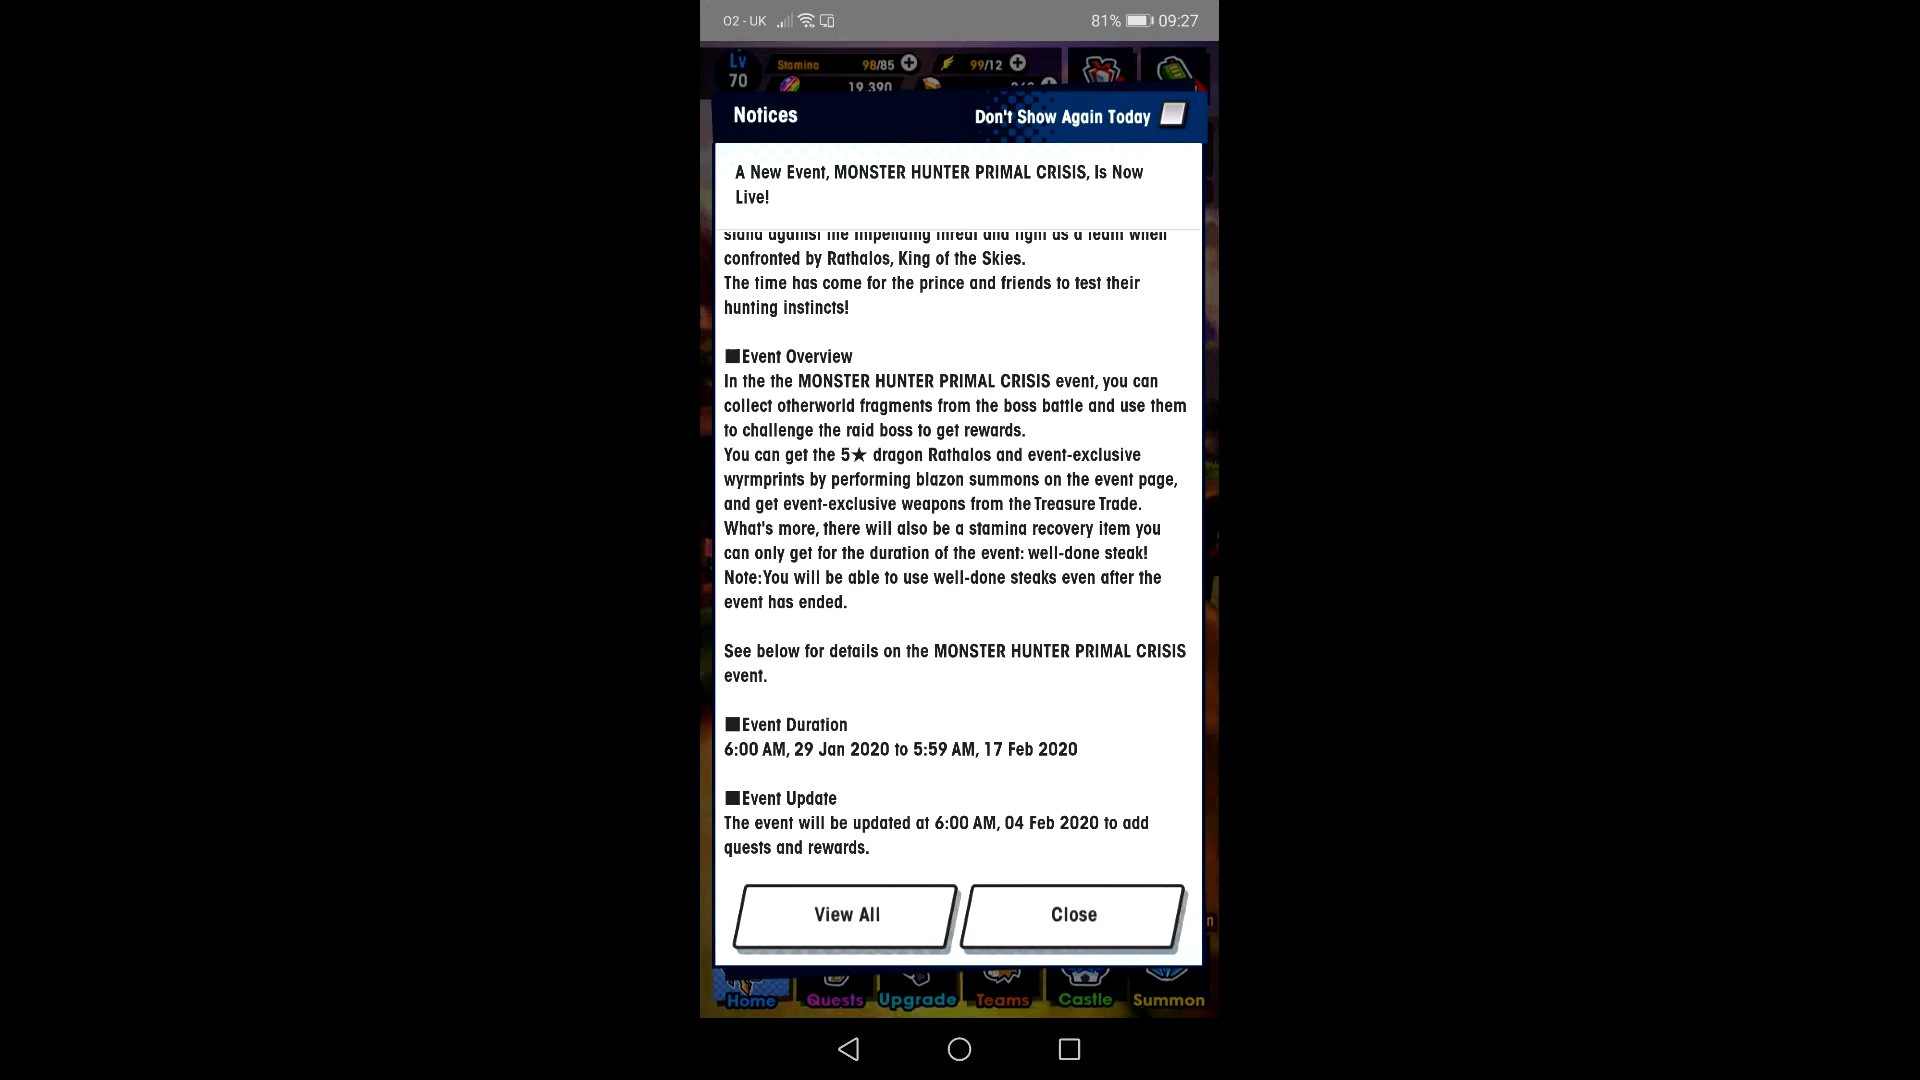 O2 - UK
81% 09:27
Lv
70
Stamina 98/85
99/12
19,390
Notices
Don't Show Again Today
A New Event, MONSTER HUNTER PRIMAL CRISIS, Is Now
Live!
stand against the impending threat and fight as a team when
confronted by Rathalos, King of the Skies.
The time has come for the prince and friends to test their
hunting instincts!
■Event Overview
In the the MONSTER HUNTER PRIMAL CRISIS event, you can
collect otherworld fragments from the boss battle and use them
to challenge the raid boss to get rewards.
You can get the 5★ dragon Rathalos and event-exclusive
wyrmprints by performing blazon summons on the event page,
and get event-exclusive weapons from the Treasure Trade.
What's more, there will also be a stamina recovery item you
can only get for the duration of the event: well-done steak!
Note: You will be able to use well-done steaks even after the
event has ended.
See below for details on the MONSTER HUNTER PRIMAL CRISIS
event.
■Event Duration
6:00 AM, 29 Jan 2020 to 5:59 AM, 17 Feb 2020
■Event Update
The event will be updated at 6:00 AM, 04 Feb 2020 to add
quests and rewards.
View All
Close
Home
Quests
Upgrade
Teams
Castle
Summon